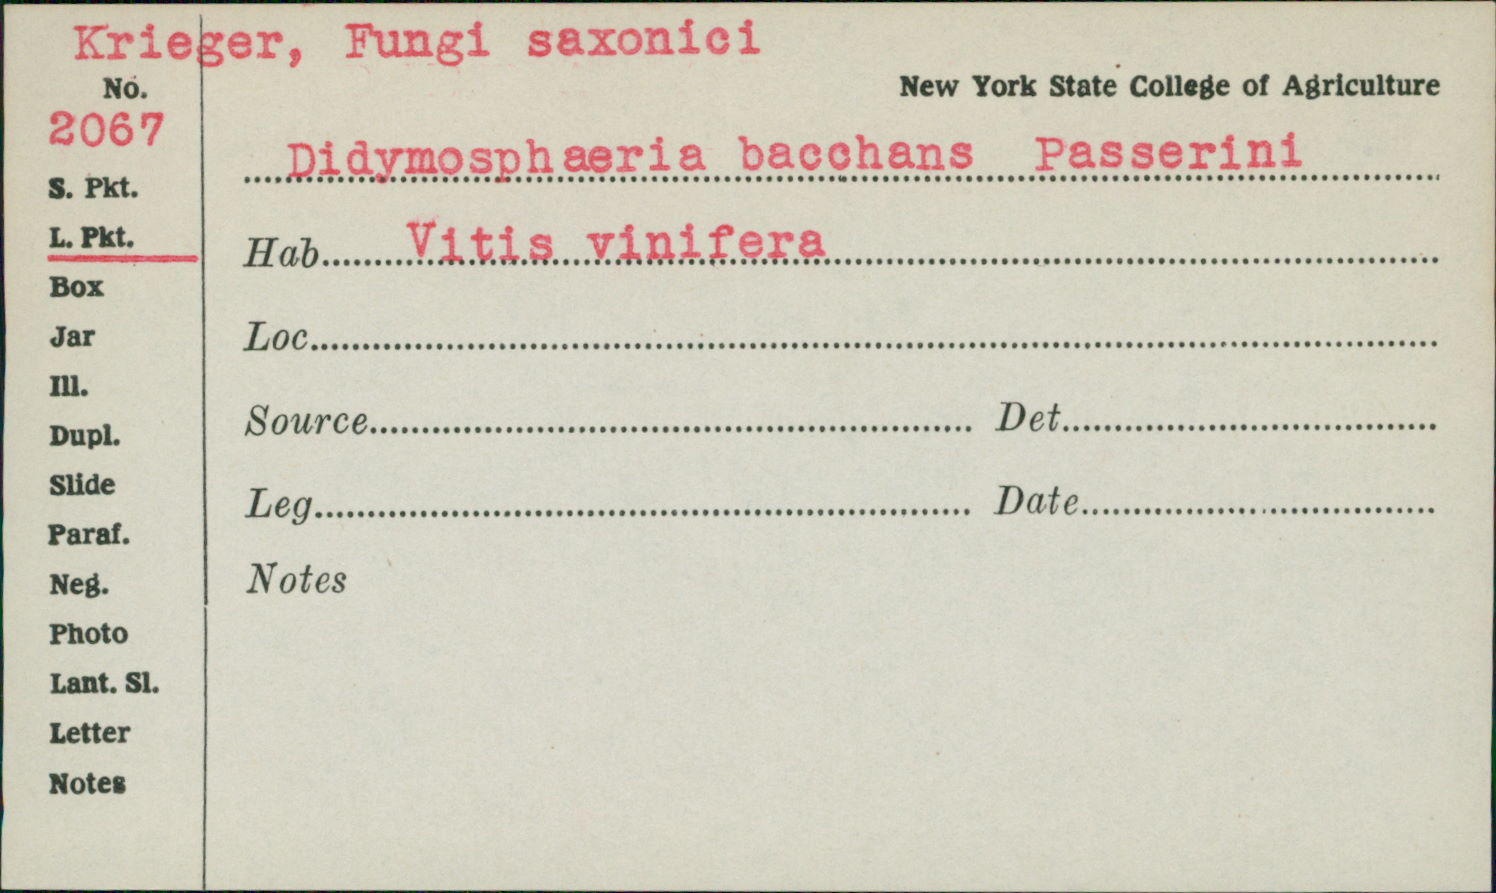 Krieger, Fungi saxonici
No.
2067
New York State College of Agriculture
Didymosphaeria bacchans Passerini
S. Pkt.
L. Pkt.
Hab. Vitis vinifera
Box
Jar
Loc.
Ill.
Dupl.
Source Det.
Slide
Leg. Date
Paraf.
Neg.
Notes
Photo
Lant. Sl.
Letter
Notes